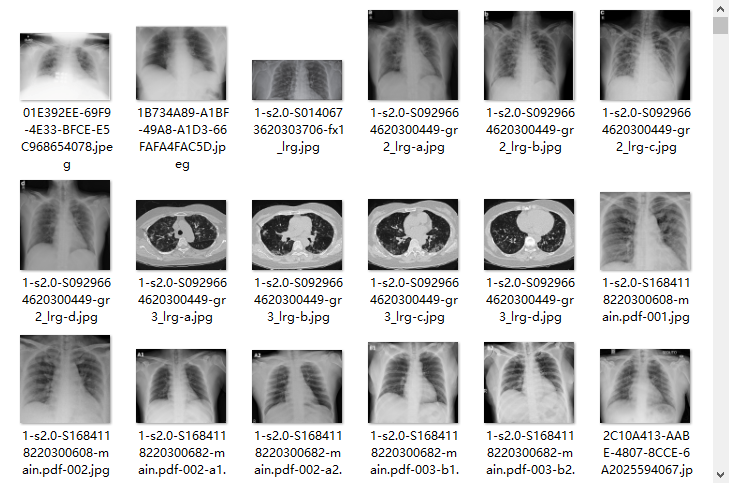 01E392EE-69F9
-4E33-BFCE-E5
C968654078.jpe
g
1B734A89-A1BF
-49A8-A1D3-66
FAFA4FAC5D.jp
eg
1-s2.0-S014067
3620303706-fx1
_lrg.jpg
1-s2.0-S092966
4620300449-gr
2_lrg-a.jpg
1-s2.0-S092966
4620300449-gr
2_lrg-b.jpg
1-s2.0-S092966
4620300449-gr
2_lrg-c.jpg
1-s2.0-S092966
4620300449-gr
2_lrg-d.jpg
1-s2.0-S092966
4620300449-gr
3_lrg-a.jpg
1-s2.0-S092966
4620300449-gr
3_lrg-b.jpg
1-s2.0-S092966
4620300449-gr
3_lrg-c.jpg
1-s2.0-S092966
4620300449-gr
3_lrg-d.jpg
1-s2.0-S168411
8220300608-m
ain.pdf-001.jpg
1-s2.0-S168411
8220300608-m
ain.pdf-002.jpg
A1
1-s2.0-S168411
8220300682-m
ain.pdf-002-a1.
A2
1-s2.0-S168411
8220300682-m
ain.pdf-002-a2.
B1
1-s2.0-S168411
8220300682-m
ain.pdf-003-b1.
B2
1-s2.0-S168411
8220300682-m
ain.pdf-003-b2.
2C10A413-AAB
E-4807-8CCE-6
A2025594067.jp